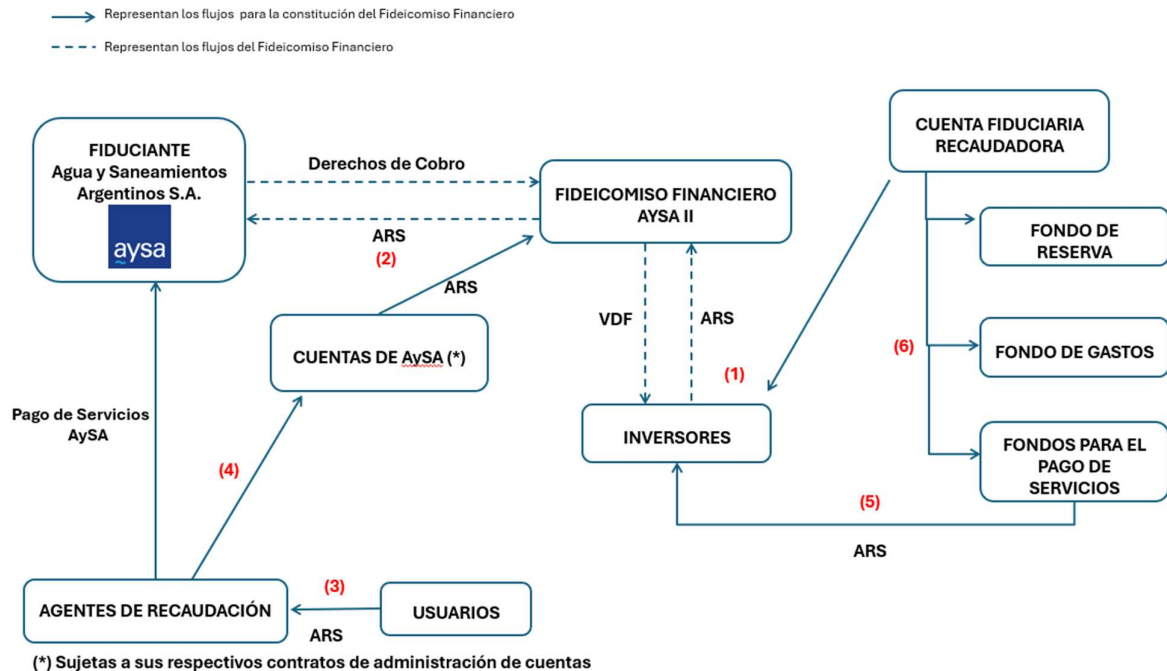 Representan los flujos para la constitución del Fideicomiso Financiero
Representan los flujos del Fideicomiso Financiero
FIDUCIANTE
Agua y Saneamientos
Argentinos S.A.
aysa
Derechos de Cobro
ARS
(2)
FIDEICOMISO FINANCIERO
AYSA II
CUENTA FIDUCIARIA
RECAUDADORA
FONDO DE
RESERVA
ARS
CUENTAS DE AySA (*)
VDF
ARS
(1)
(6)
FONDO DE GASTOS
INVERSORES
FONDOS PARA EL
PAGO DE
SERVICIOS
Pago de Servicios
AySA
(4)
(5)
ARS
AGENTES DE RECAUDACIÓN
(3)
ARS
USUARIOS
(*) Sujetas a sus respectivos contratos de administración de cuentas